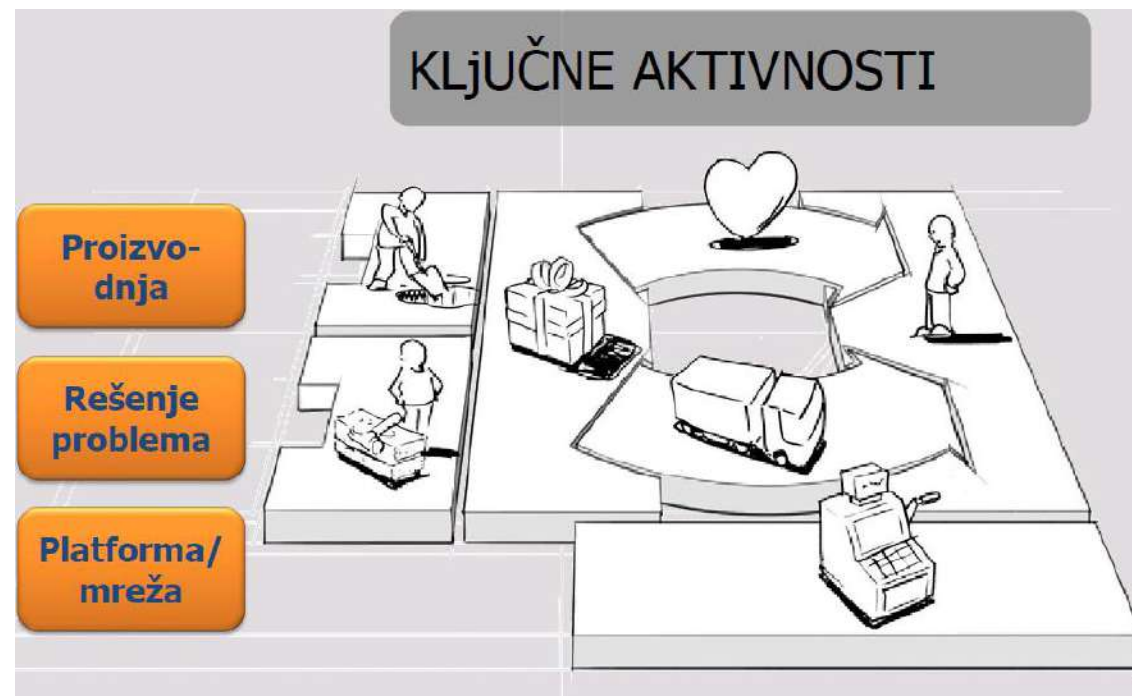 KLjUČNE AKTIVNOSTI
Proizvo-
dnja
Rešenje
problema
Platforma/
mreža